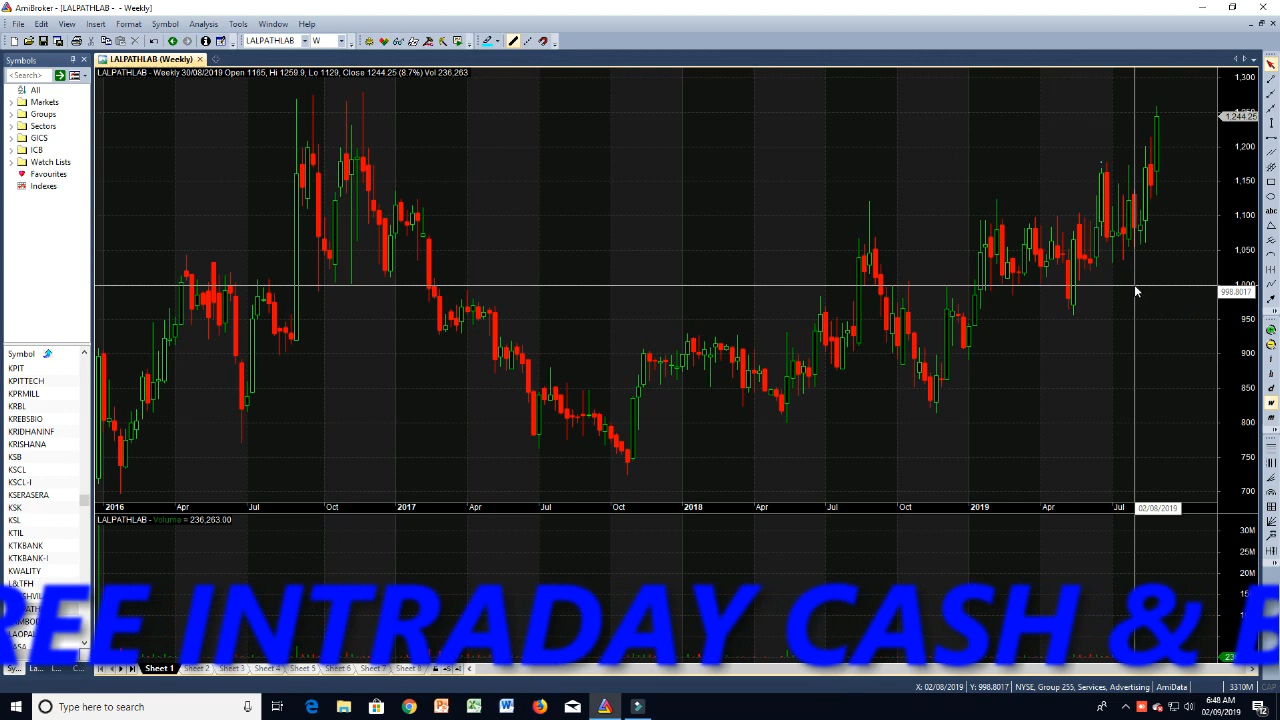 AmiBroker - [LALPATHLAB - - Weekly]
File Edit View Insert Format Symbol Analysis Tools Window Help
LALPATHLAB W
Symbols
LALPATHLAB (Weekly)
<Search>
LALPATHLAB - Weekly 30/08/2019 Open 1165, Hi 1259.9, Lo 1129, Close 1244.25 (8.7%) Vol 236,263
All
Markets
Groups
Sectors
GICS
ICB
Watch Lists
Favourites
Indexes
1,300
1,250
1,244.25
1,200
1,150
1,100
1,050
1,000
998.8017
950
900
850
800
750
700
abc
Symbol
KPIT
KPITTECH
KPRMILL
KRBL
KREBSBIO
KRIDHANINF
KRISHANA
KSB
KSCL
KSCL-I
KSERASERA
KSK
KSL
KTIL
KTKBANK
KTKBANK-I
KWALITY
L&TFH
2016 Apr Jul Oct 2017 Apr Jul Oct 2018 Apr Jul Oct 2019 Apr Jul 02/08/2019
LALPATHLAB - Volume = 236,263.00
30M
25M
20M
REE INTRADAY CASH &
Sheet 1 Sheet 2 Sheet 3 Sheet 4 Sheet 5 Sheet 6 Sheet 7 Sheet 8
X: 02/08/2019 Y: 998.8017 NYSE, Group 255, Services, Advertising AmiData 3310M CAP
Type here to search
6:48 AM
02/09/2019
12